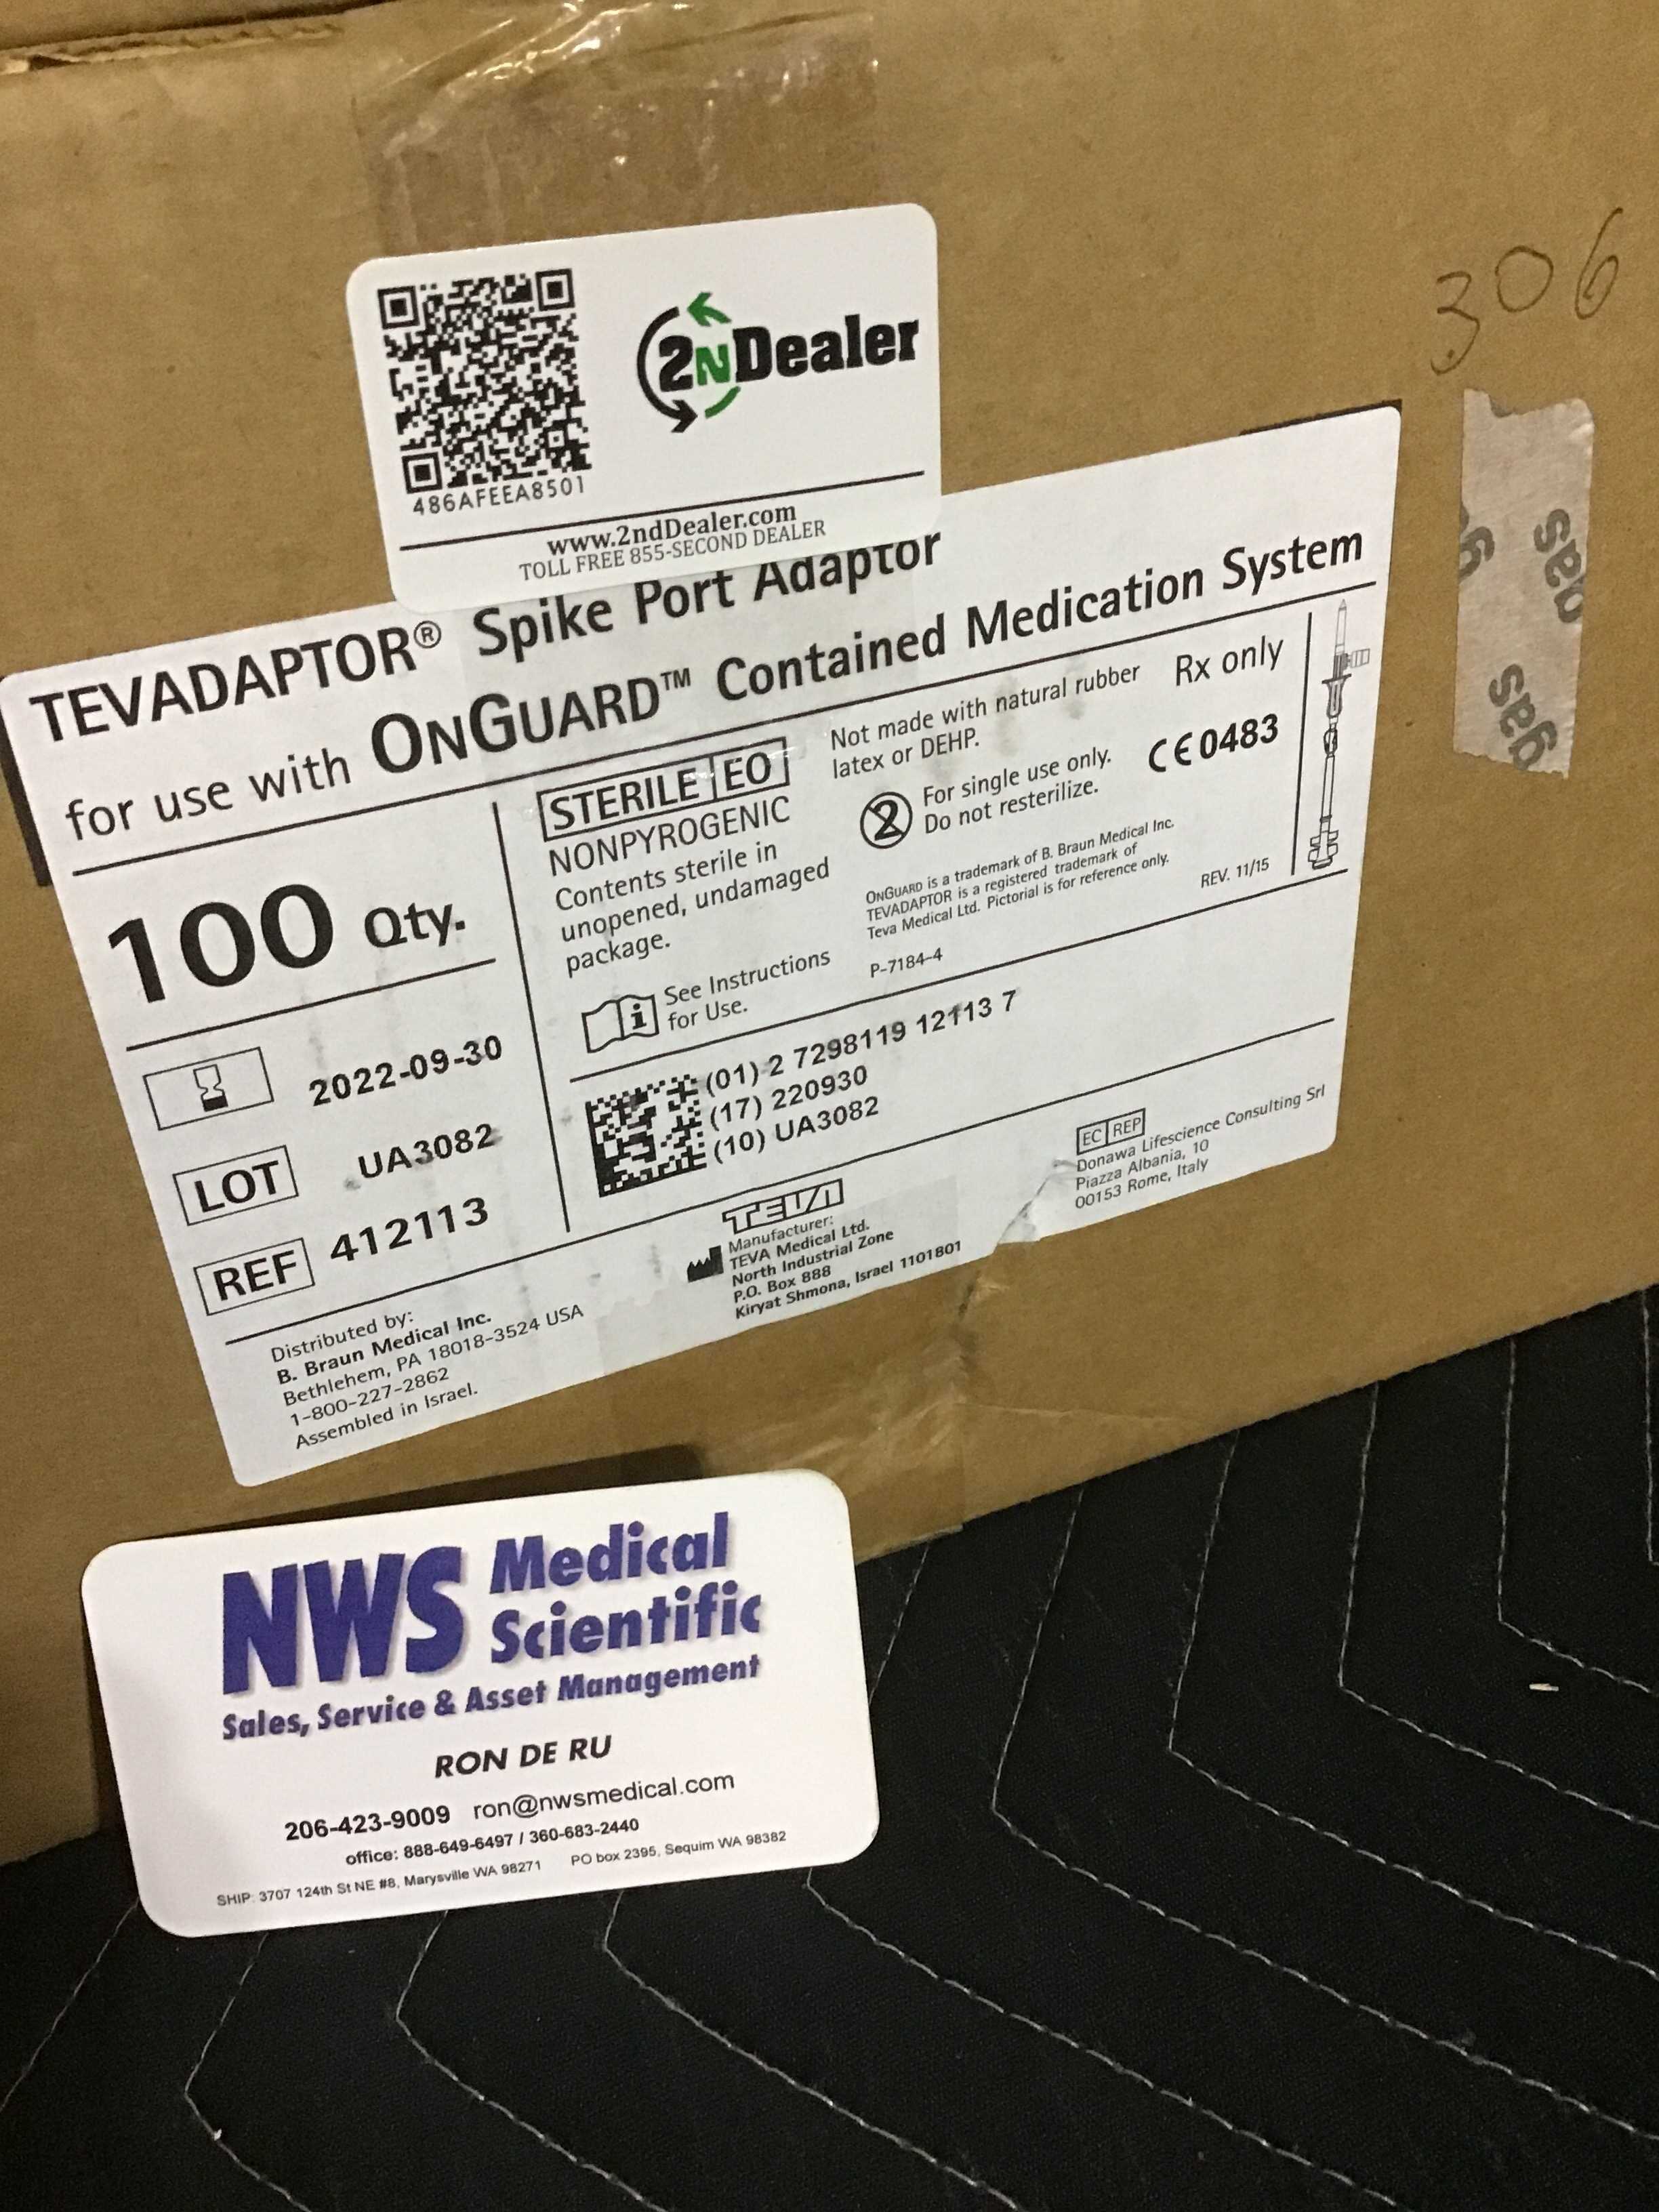 306
2NDealer
486AFEEA8501
www.2ndDealer.com
TOLL FREE 855-SECOND DEALER
TEVADAPTOR® Spike Port Adaptor
for use with ONGUARD™ Contained Medication System
100 Qty.
2022-09-30
LOT UA3082
REF 412113
STERILE EO
NONPYROGENIC
Contents sterile in
unopened, undamaged
package.
See Instructions
for Use.
Not made with natural rubber
latex or DEHP.
Rx only
2
For single use only.
Do not resterilize.
CE0483
ONGUARD is a trademark of B. Braun Medical Inc.
TEVADAPTOR is a registered trademark of
Teva Medical Ltd. Pictorial is for reference only.
P-7184-4
REV. 11/15
(01) 2 7298119 12113 7
(17) 220930
(10) UA3082
Distributed by:
B. Braun Medical Inc.
Bethlehem, PA 18018-3524 USA
1-800-227-2862
Assembled in Israel.
TEVA
Manufacturer:
TEVA Medical Ltd.
North Industrial Zone
P.O. Box 888
Kiryat Shmona, Israel 1101801
EC REP
Donawa Lifescience Consulting Srl
Piazza Albania, 10
00153 Rome, Italy
NWS Medical
Scientific
Sales, Service & Asset Management
RON DE RU
206-423-9009 ron@nwsmedical.com
office: 888-649-6497 / 360-683-2440
SHIP: 3707 124th St NE #8, Marysville WA 98271 PO box 2395, Sequim WA 98382